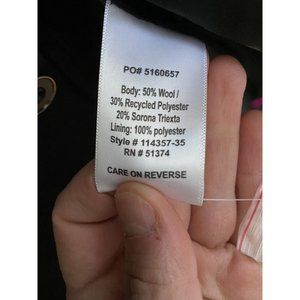 PO# 5160657
Body: 50% Wool /
30% Recycled Polyester
20% Sorona Triexta
Lining: 100% polyester
Style # 114357-35
RN # 51374
CARE ON REVERSE